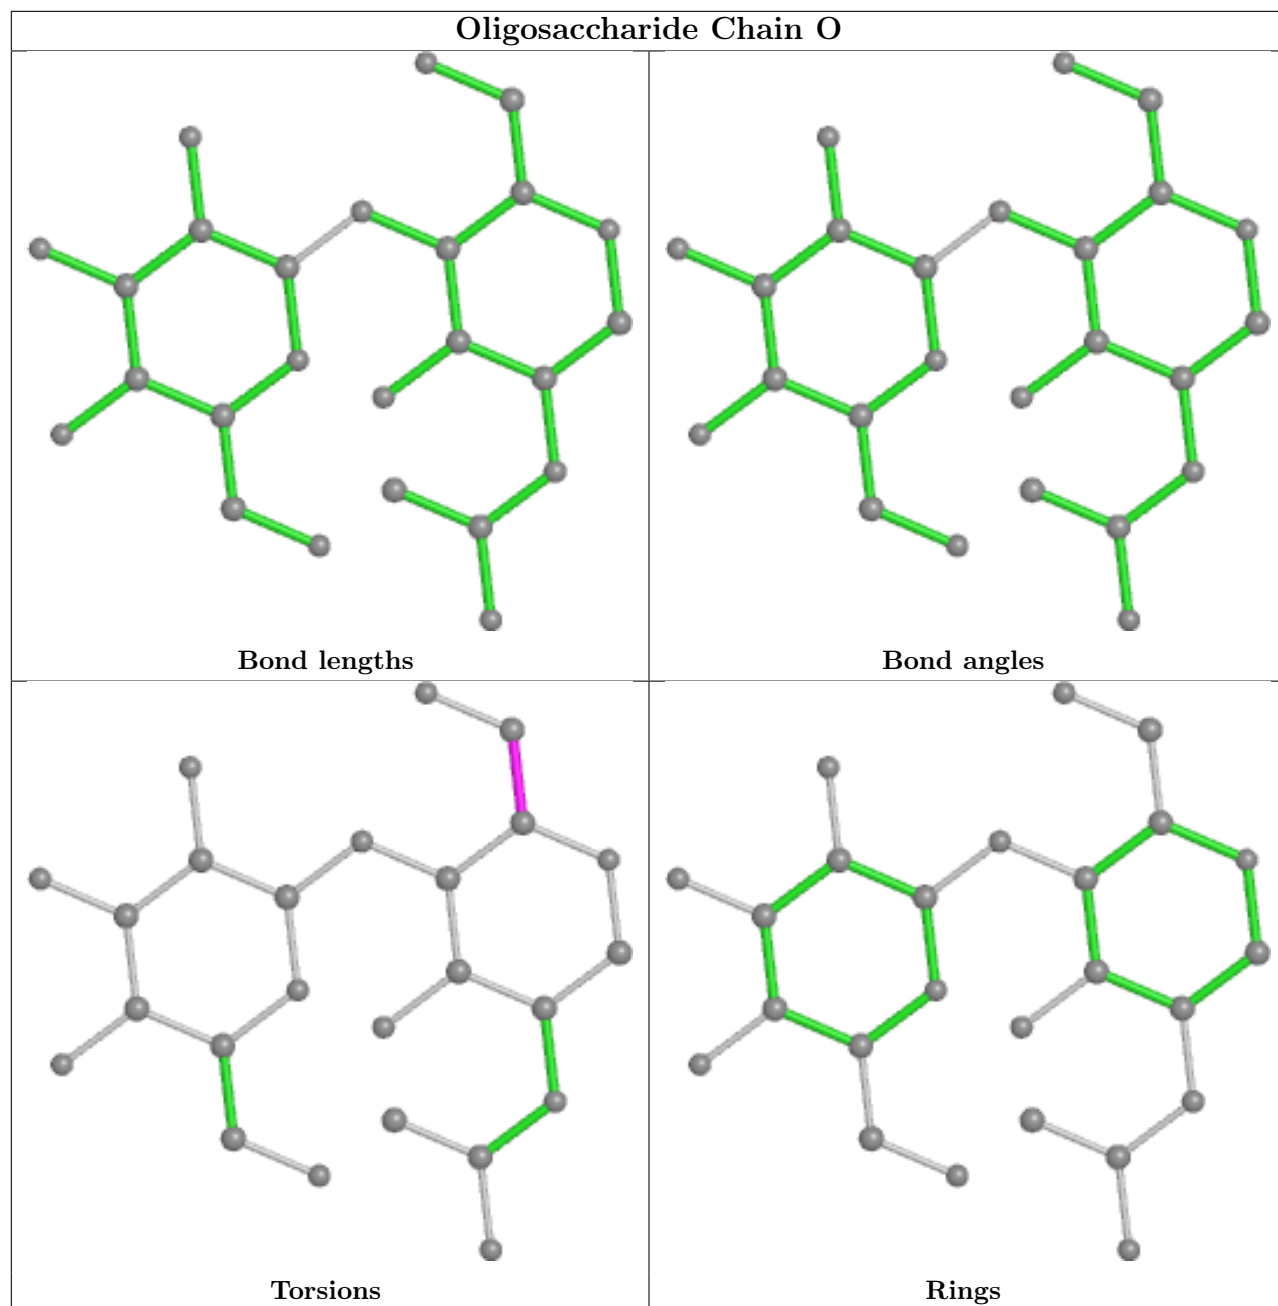 Oligosaccharide Chain O
Bond lengths
Bond angles
Torsions
Rings